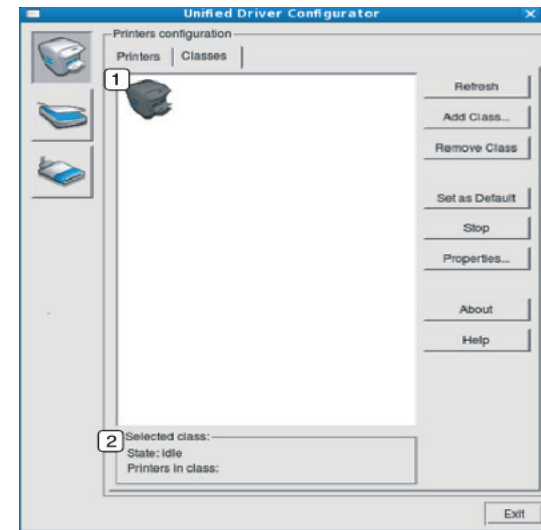 Unified Driver Configurator
Printers configuration
Printers Classes
1
Refresh
Add Class...
Remove Class
Set as Default
Stop
Properties...
About
Help
2 Selected class:
State: idle
Printers in class:
Exit